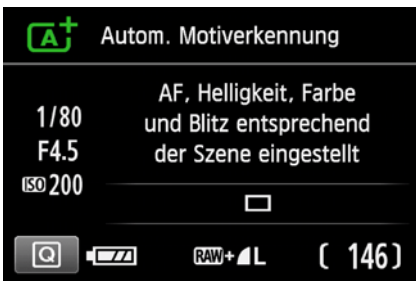 A+ Autom. Motiverkennung
AF, Helligkeit, Farbe
und Blitz entsprechend
der Szene eingestellt
1/80
F4.5
ISO 200
Q RAW+L [ 146]